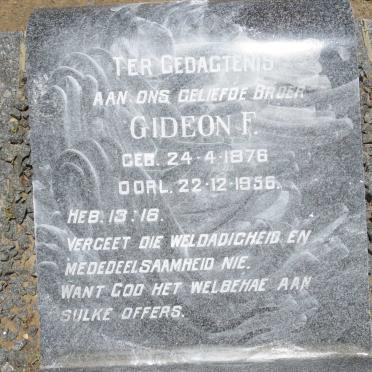 TER GEDAGTENIS
AAN ONS GELIEFDE BROER
GIDEON F.
GEB. 24-4-1876
OORL. 22-12-1956.
HEB. 13:16.
VERGEET DIE WELDADIGHEID EN
MEDEDEELSAAMHEID NIE.
WANT GOD HET WELBEHAE AAN
SULKE OFFERS.